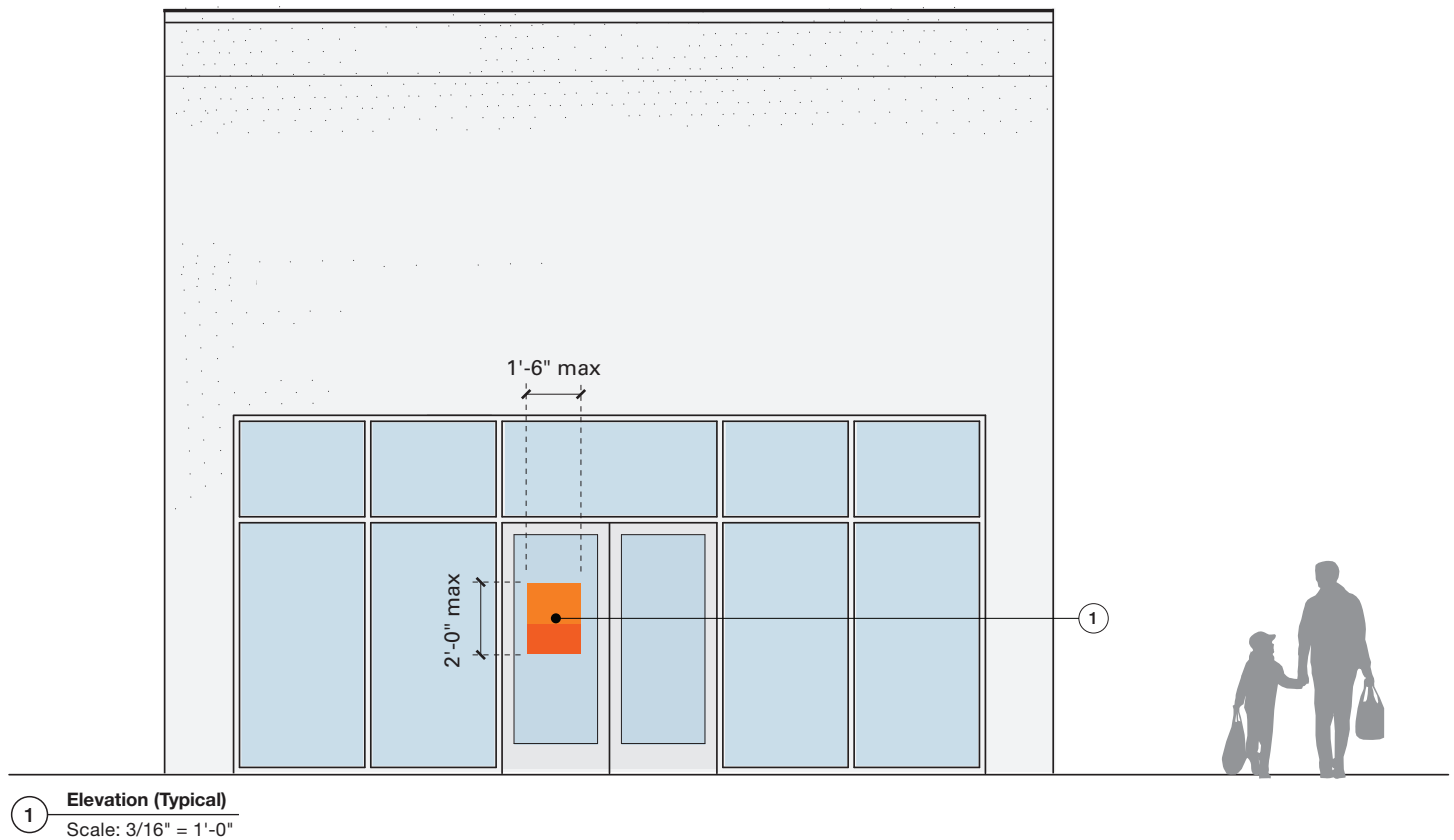 1'-6" max
2'-0" max
1
1
Elevation (Typical)
Scale: 3/16" = 1'-0"